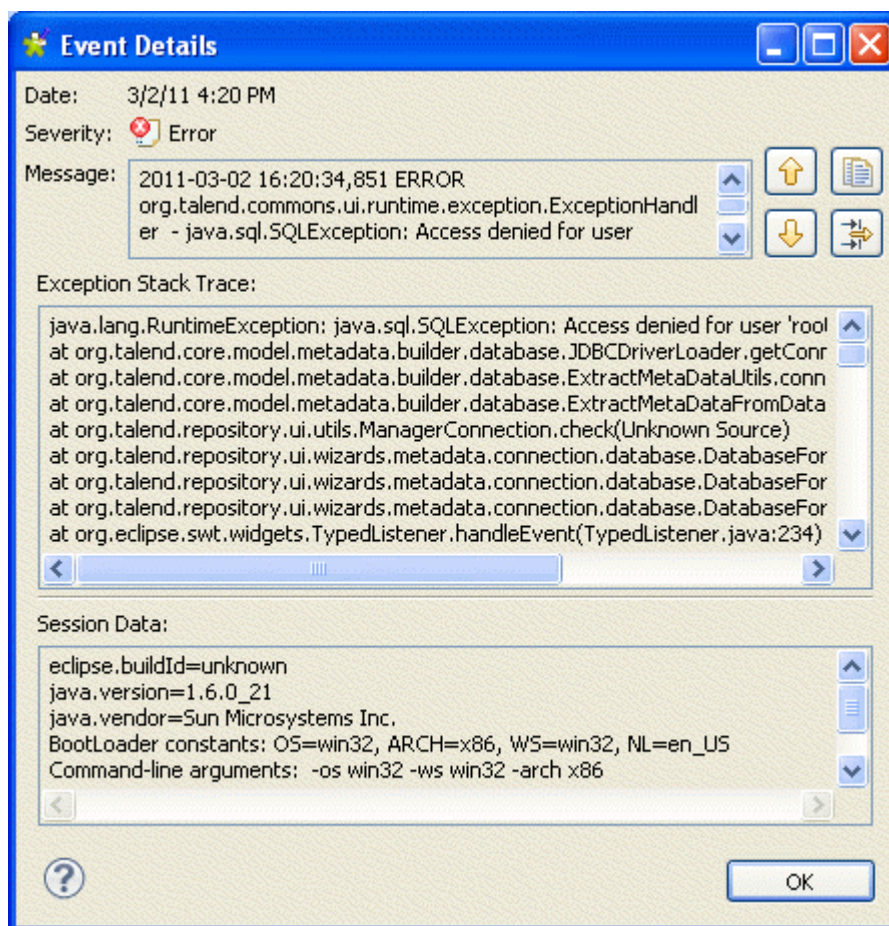 Event Details
Date: 3/2/11 4:20 PM
Severity: Error
Message: 2011-03-02 16:20:34,851 ERROR
org.talend.commons.ui.runtime.exception.ExceptionHandl
er - java.sql.SQLException: Access denied for user
Exception Stack Trace:
java.lang.RuntimeException: java.sql.SQLException: Access denied for user 'root
at org.talend.core.model.metadata.builder.database.JDBCDriverLoader.getConr
at org.talend.core.model.metadata.builder.database.ExtractMetaDataUtils.conn
at org.talend.core.model.metadata.builder.database.ExtractMetaDataFromData
at org.talend.repository.ui.utils.ManagerConnection.check(Unknown Source)
at org.talend.repository.ui.wizards.metadata.connection.database.DatabaseFor
at org.talend.repository.ui.wizards.metadata.connection.database.DatabaseFor
at org.talend.repository.ui.wizards.metadata.connection.database.DatabaseFor
at org.eclipse.swt.widgets.TypedListener.handleEvent(TypedListener.java:234)
Session Data:
eclipse.buildId=unknown
java.version=1.6.0_21
java.vendor=Sun Microsystems Inc.
BootLoader constants: OS=win32, ARCH=x86, WS=win32, NL=en_US
Command-line arguments: -os win32 -ws win32 -arch x86
?
OK